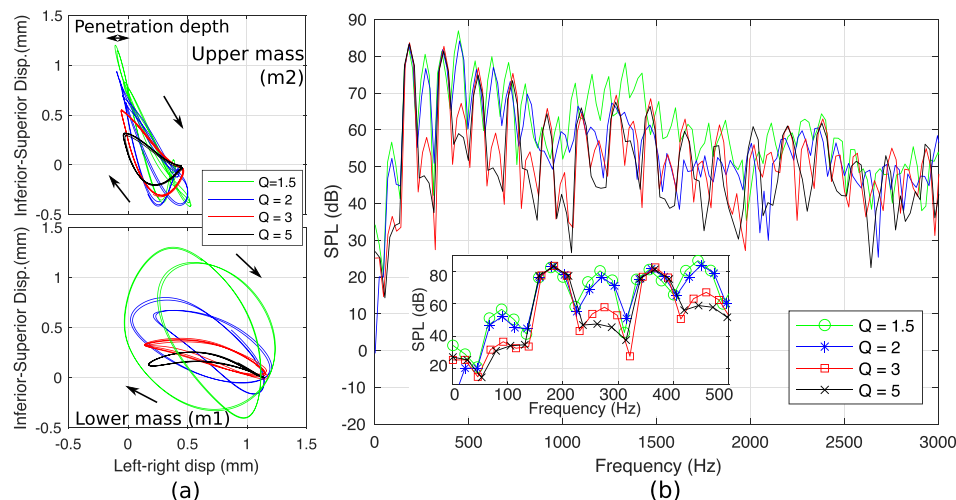 1.5
1
0.5
0
-0.5
Inferior-Superior Disp.(mm)
Penetration depth
Upper mass
(m2)
Q=1.5
Q = 2
Q = 3
Q = 5
1.5
1
0.5
0
-0.5
Inferior-Superior Disp. (mm)
Lower mass (m1)
-0.5 0 0.5 1 1.5
Left-right disp (mm)
(a)
90
80
70
60
50
40
30
20
10
0
-10
-20
SPL (dB)
80
60
40
20
SPL (dB)
0 100 200 300 400 500
Frequency (Hz)
Q = 1.5
Q = 2
Q = 3
Q = 5
0 500 1000 1500 2000 2500 3000
Frequency (Hz)
(b)